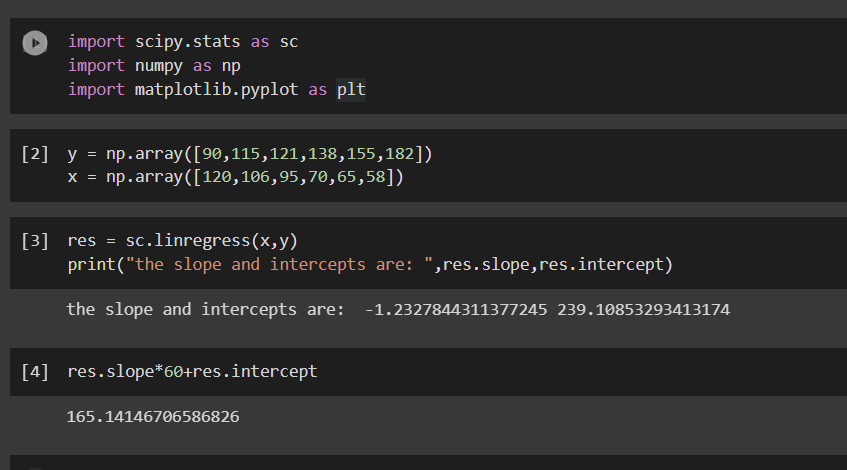 import scipy.stats as sc
import numpy as np
import matplotlib.pyplot as plt
[2] y = np.array([90,115,121,138,155,182])
x = np.array([120,106,95,70,65,58])
[3] res = sc.linregress(x,y)
print("the slope and intercepts are: ",res.slope,res.intercept)
the slope and intercepts are:  -1.2327844311377245 239.10853293413174
[4] res.slope*60+res.intercept
165.14146706586826